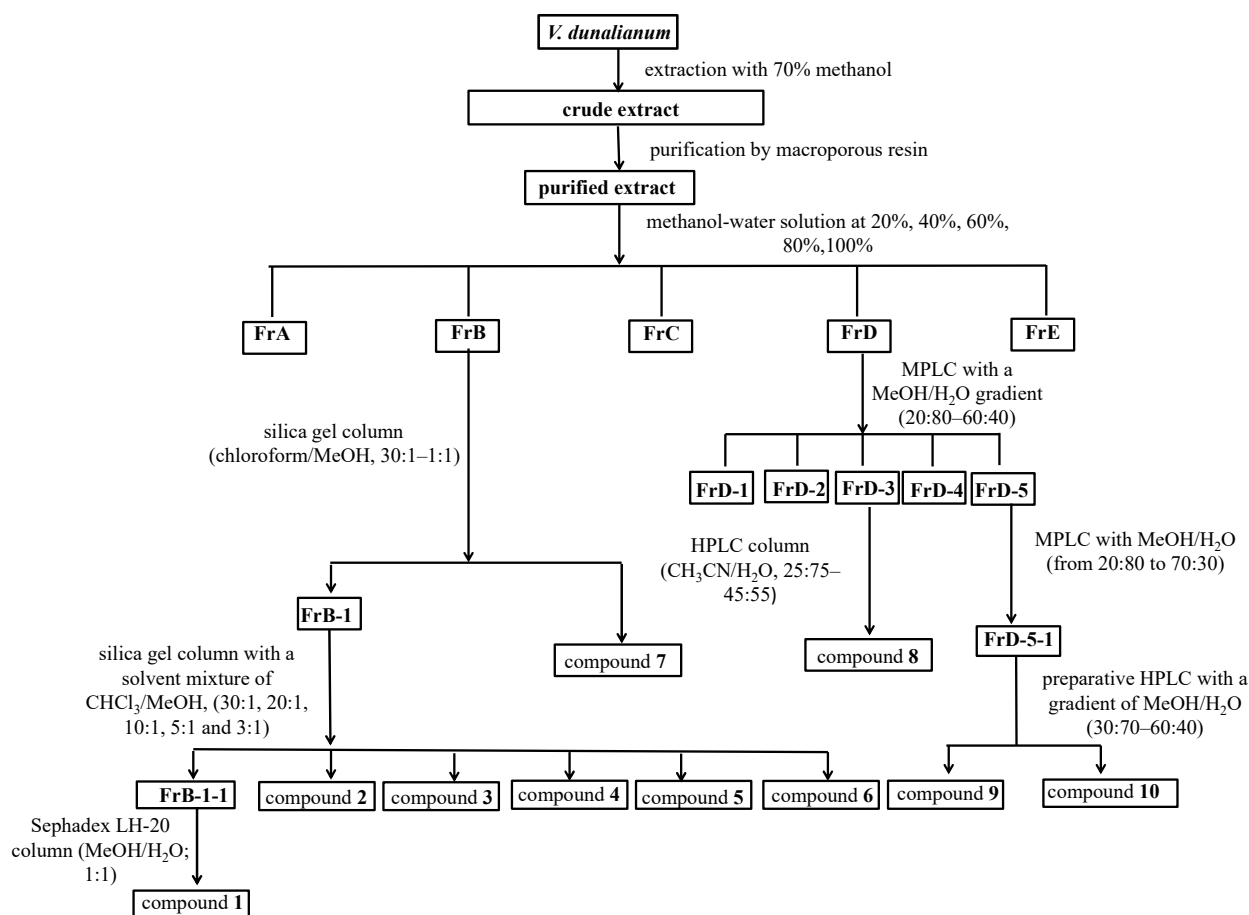 V. dunalianum
extraction with 70% methanol
crude extract
purification by macroporous resin
purified extract
methanol-water solution at 20%, 40%, 60%,
80%,100%
FrA
FrB
FrC
FrD
FrE
MPLC with a
MeOH/H₂O gradient
(20:80–60:40)
silica gel column
(chloroform/MeOH, 30:1–1:1)
FrD-1
FrD-2
FrD-3
FrD-4
FrD-5
HPLC column
(CH₃CN/H₂O, 25:75–
45:55)
MPLC with MeOH/H₂O
(from 20:80 to 70:30)
FrB-1
compound 7
compound 8
FrD-5-1
silica gel column with a
solvent mixture of
CHCl₃/MeOH, (30:1, 20:1,
10:1, 5:1 and 3:1)
preparative HPLC with a
gradient of MeOH/H₂O
(30:70–60:40)
FrB-1-1
compound 2
compound 3
compound 4
compound 5
compound 6
compound 9
compound 10
Sephadex LH-20
column (MeOH/H₂O;
1:1)
compound 1